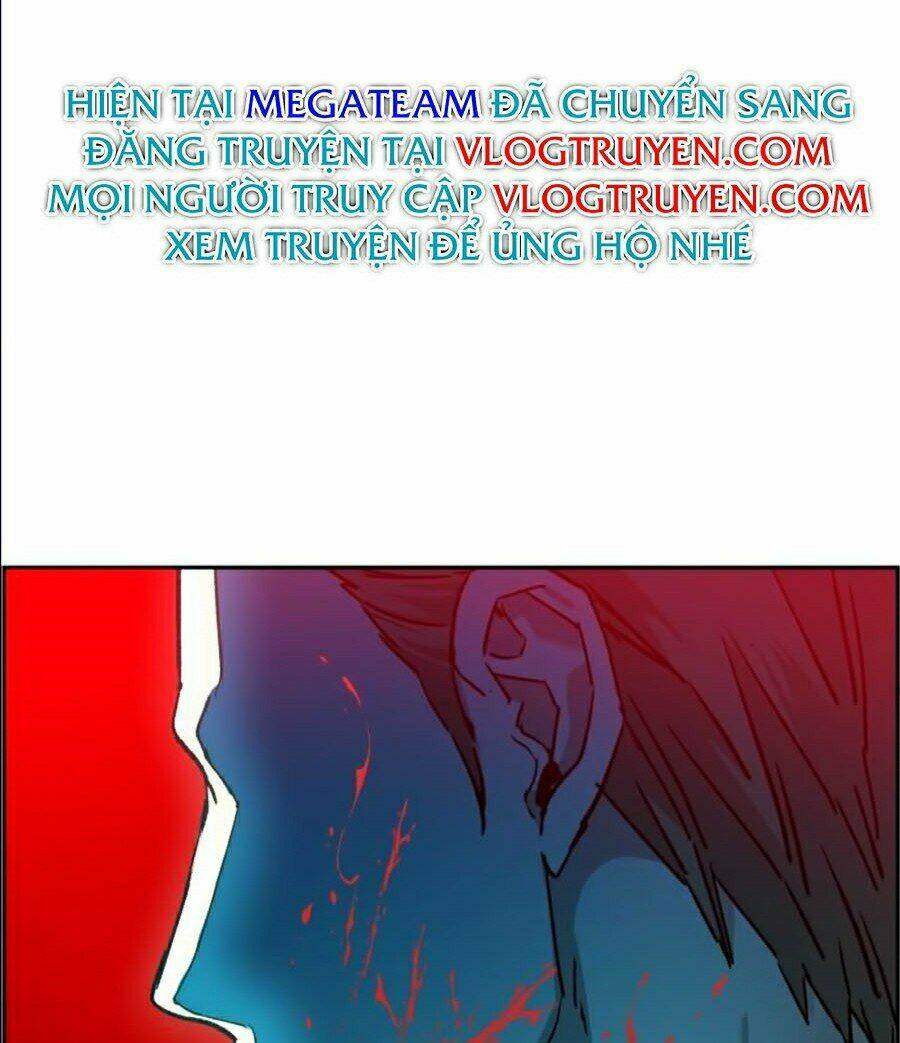 HIỆN TẠI MEGATEAM ĐÃ CHUYỂN SANG
ĐĂNG TRUYỆN TẠI VLOGTRUYEN.COM
MỌI NGƯỜI TRUY CẬP VLOGTRUYEN.COM
XEM TRUYỆN ĐỂ ỦNG HỘ NHÉ